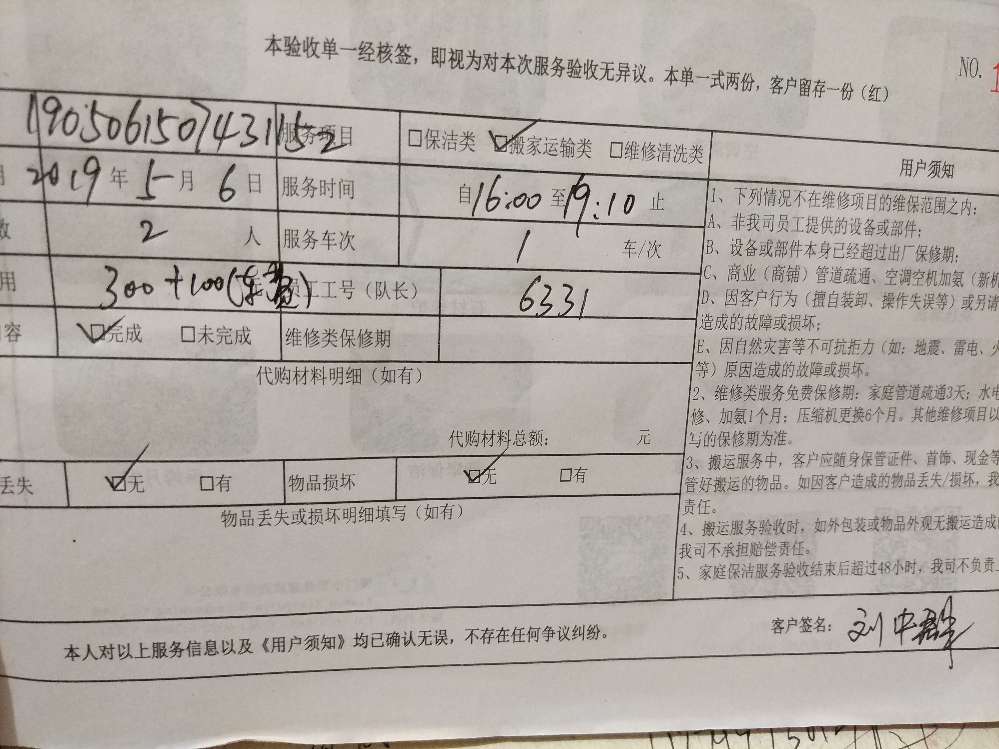 本验收单一经核签，即视为对本次服务验收无异议。本单一式两份，客户留存一份（红）
NO.
190506150743115 服务项目 □保洁类 ☑搬家运输类 □维修清洗类
用户须知
2019年5月6日 服务时间 自16:00至19:10止
2人 服务车次 1车/次
用 300+100( 员工工号（队长） 6331
容 ☑完成 □未完成 维修类保修期
代购材料明细（如有）
代购材料总额： 元
丢失 ☑无 □有 物品损坏 ☑无 □有
物品丢失或损坏明细填写（如有）
1、下列情况不在维修项目的维保范围之内：
A、非我司员工提供的设备或部件；
B、设备或部件本身已经超过出厂保修期；
C、商业（商铺）管道疏通、空调空机加氨（新机
D、因客户行为（擅自装卸、操作失误等）或另请
造成的故障或损坏；
E、因自然灾害等不可抗拒力（如：地震、雷电、火
等）原因造成的故障或损坏。
2、维修类服务免费保修期：家庭管道疏通3天；水电
修、加氨1个月；压缩机更换6个月。其他维修项目以
写的保修期为准。
3、搬运服务中，客户应随身保管证件、首饰、现金等
管好搬运的物品。如因客户造成的物品丢失/损坏，我
责任。
4、搬运服务验收时，如外包装或物品外观无搬运造成
我司不承担赔偿责任。
5、家庭保洁服务验收结束后超过48小时，我司不负责
本人对以上服务信息以及《用户须知》均已确认无误，不存在任何争议纠纷。
客户签名：刘中